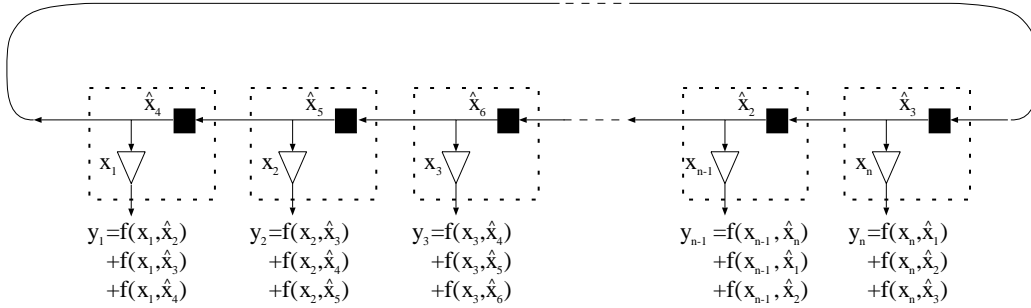 x̂₄ x̂₅ x̂₆ x̂₂ x̂₃
x₁ x₂ x₃ xₙ₋₁ xₙ
y₁=f(x₁,x̂₂) y₂=f(x₂,x̂₃) y₃=f(x₃,x̂₄) yₙ₋₁=f(xₙ₋₁,x̂ₙ) yₙ=f(xₙ,x̂₁)
+f(x₁,x̂₃) +f(x₂,x̂₄) +f(x₃,x̂₅) +f(xₙ₋₁,x̂₁) +f(xₙ,x̂₂)
+f(x₁,x̂₄) +f(x₂,x̂₅) +f(x₃,x̂₆) +f(xₙ₋₁,x̂₂) +f(xₙ,x̂₃)